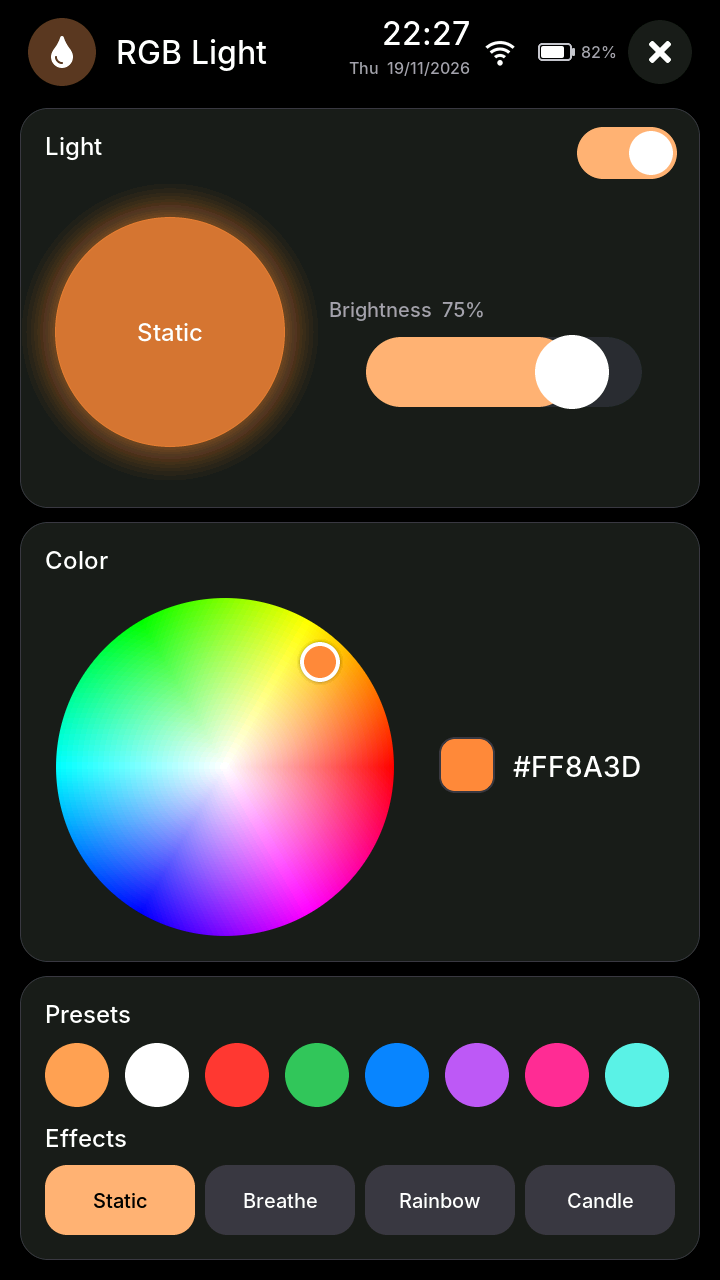 RGB Light
22:27
Thu 19/11/2026
82%
Light
Static
Brightness 75%
Color
#FF8A3D
Presets
Effects
Static
Breathe
Rainbow
Candle